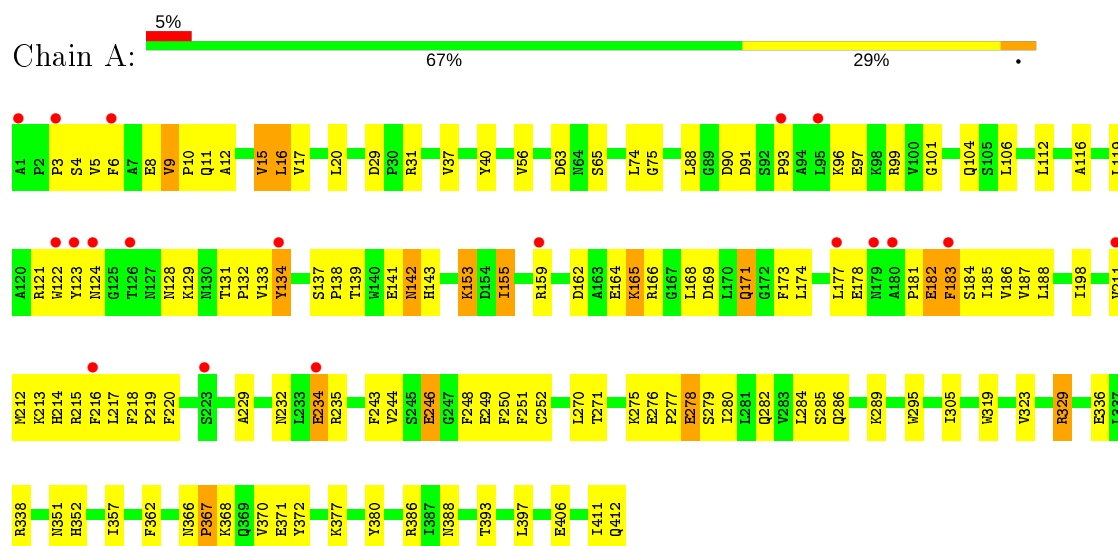 5%
Chain A:
67% 29% •
A1 P2 P3 S4 V5 F6 A7 E8 V9 P10 Q11 A12 V15 L16 V17 L20 D29 P30 R31 V37 Y40 V56 D63 N64 S65 L74 G75 L88 G89 D90 D91 S92 P93 A94 L95 K96 E97 K98 R99 V100 G101 Q104 S105 L106 L112 A116 L119
A120 R121 W122 Y123 N124 G125 T126 N127 N128 K129 N130 T131 P132 V133 Y134 S137 P138 T139 W140 E141 N142 H143 K153 D154 I155 R159 D162 A163 E164 K165 R166 G167 L168 D169 L170 Q171 G172 F173 L174 L177 E178 N179 A180 P181 E182 F183 S184 I185 V186 V187 L188 I198 V211
M212 K213 H214 R215 F216 L217 F218 P219 F220 S223 A229 N232 L233 E234 R235 F243 V244 S245 E246 G247 F248 E249 F250 F251 C252 L270 T271 K275 E276 P277 E278 S279 I280 L281 Q282 V283 L284 S285 Q286 K289 W295 I305 W319 V323 R329 E336 L337
R338 N351 H352 I357 F362 N366 P367 K368 Q369 V370 E371 Y372 K377 Y380 R386 I387 N388 T393 L397 E406 I411 Q412